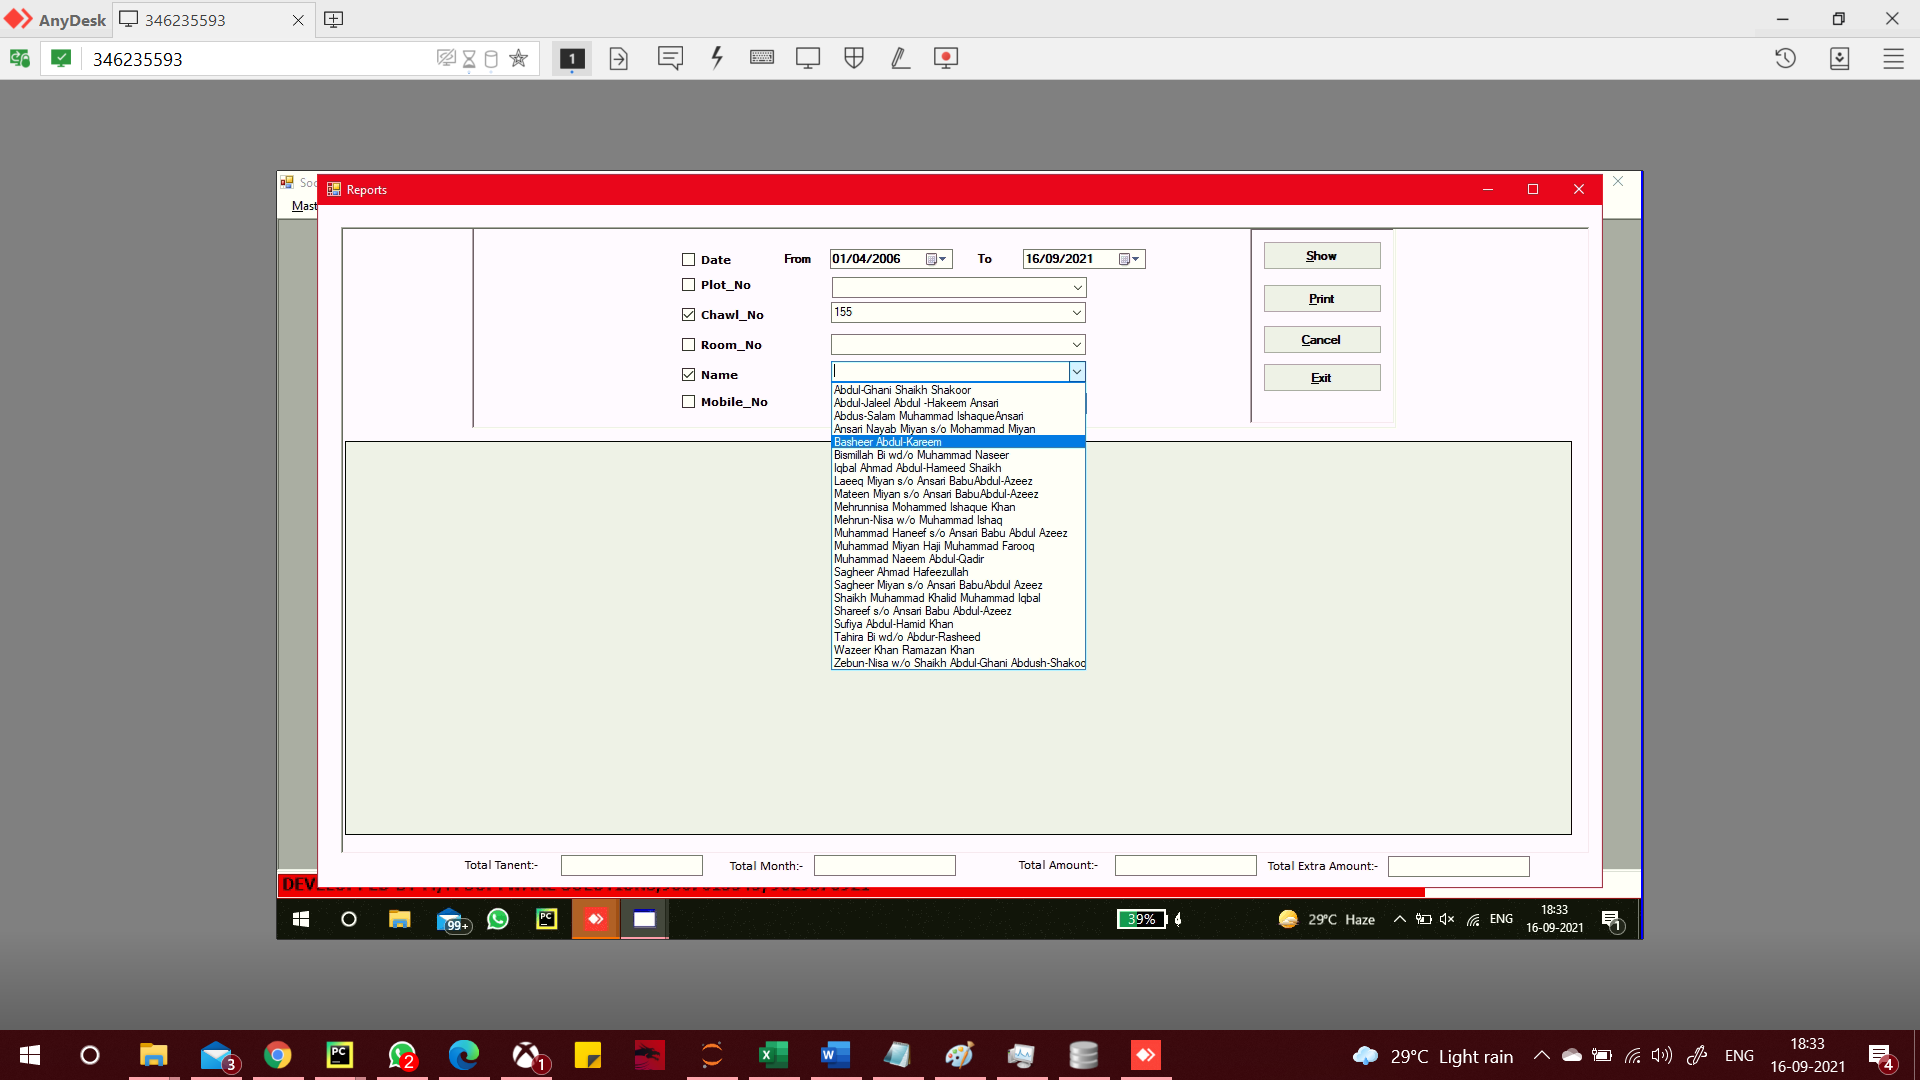 AnyDesk
346235593
346235593
1
Soc
Reports
Mast
Date
From
01/04/2006
To
16/09/2021
Show
Plot_No
Print
Chawl_No
155
Room_No
Cancel
Name
Exit
Mobile_No
Abdul-Ghani Shaikh Shakoor
Abdul-Jaleel Abdul -Hakeem Ansari
Abdus-Salam Muhammad IshaqueAnsari
Ansari Nayab Miyan s/o Mohammad Miyan
Basheer Abdul-Kareem
Bismillah Bi wd/o Muhammad Naseer
Iqbal Ahmad Abdul-Hameed Shaikh
Laeeq Miyan s/o Ansari BabuAbdul-Azeez
Mateen Miyan s/o Ansari BabuAbdul-Azeez
Mehrunnisa Mohammed Ishaque Khan
Mehrun-Nisa w/o Muhammad Ishaq
Muhammad Haneef s/o Ansari Babu Abdul Azeez
Muhammad Miyan Haji Muhammad Farooq
Muhammad Naeem Abdul-Qadir
Sagheer Ahmad Hafeezullah
Sagheer Miyan s/o Ansari BabuAbdul Azeez
Shaikh Muhammad Khalid Muhammad Iqbal
Shareef s/o Ansari Babu Abdul-Azeez
Sufiya Abdul-Hamid Khan
Tahira Bi wd/o Abdur-Rasheed
Wazeer Khan Ramazan Khan
Zebun-Nisa w/o Shaikh Abdul-Ghani Abdush-Shakoo
Total Tanent:-
Total Month:-
Total Amount:-
Total Extra Amount:-
99+
PC
39%
29°C Haze
ENG
18:33
16-09-2021
1
3
PC
2
1
29°C Light rain
ENG
18:33
16-09-2021
4